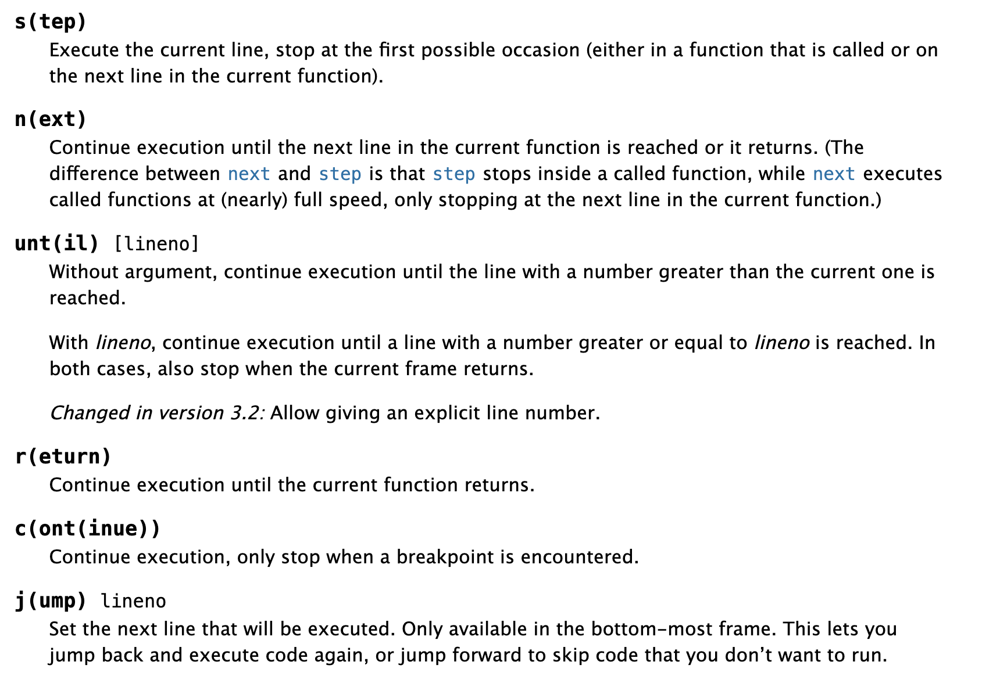 s(tep)
Execute the current line, stop at the first possible occasion (either in a function that is called or on
the next line in the current function).
n(ext)
Continue execution until the next line in the current function is reached or it returns. (The
difference between next and step is that step stops inside a called function, while next executes
called functions at (nearly) full speed, only stopping at the next line in the current function.)
unt(il) [lineno]
Without argument, continue execution until the line with a number greater than the current one is
reached.
With lineno, continue execution until a line with a number greater or equal to lineno is reached. In
both cases, also stop when the current frame returns.
Changed in version 3.2: Allow giving an explicit line number.
r(eturn)
Continue execution until the current function returns.
c(ont(inue))
Continue execution, only stop when a breakpoint is encountered.
j(ump) lineno
Set the next line that will be executed. Only available in the bottom–most frame. This lets you
jump back and execute code again, or jump forward to skip code that you don’t want to run.